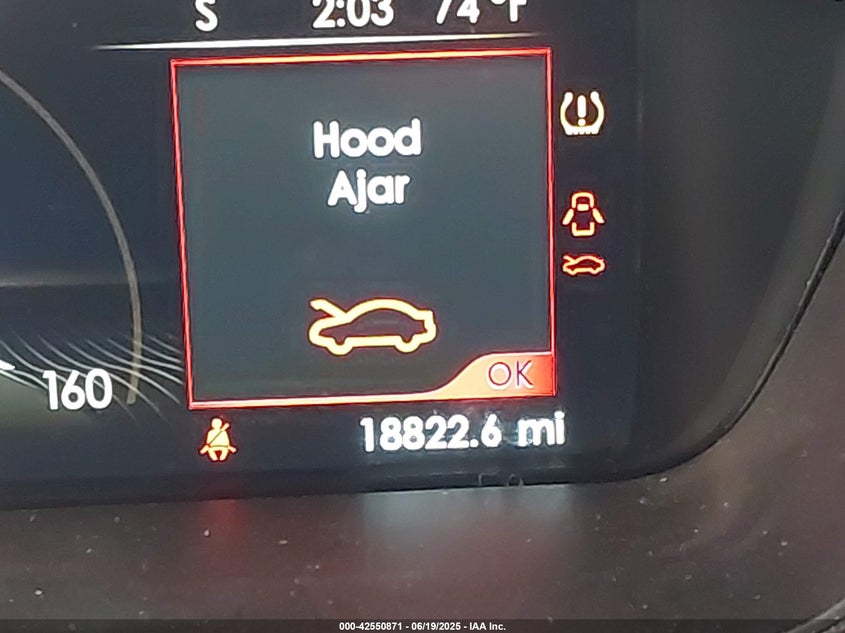 S 2:03 74°F
Hood
Ajar
OK
160
18822.6 mi
000-42550871 - 06/19/2025 - IAA Inc.